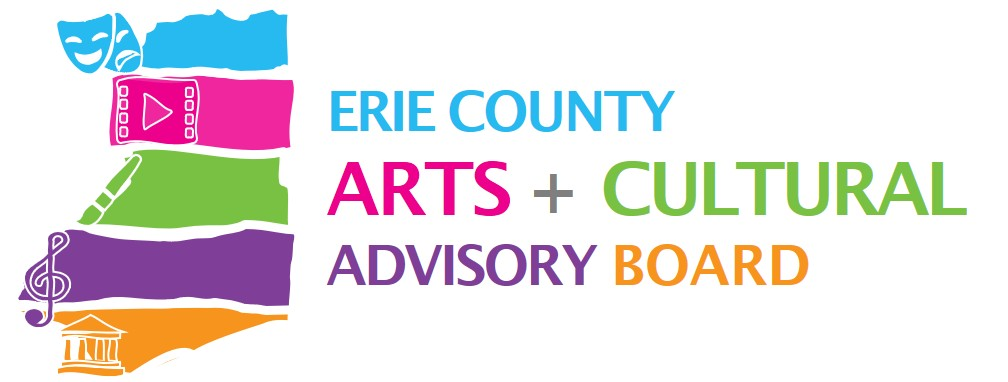 ERIE COUNTY
ARTS + CULTURAL
ADVISORY BOARD